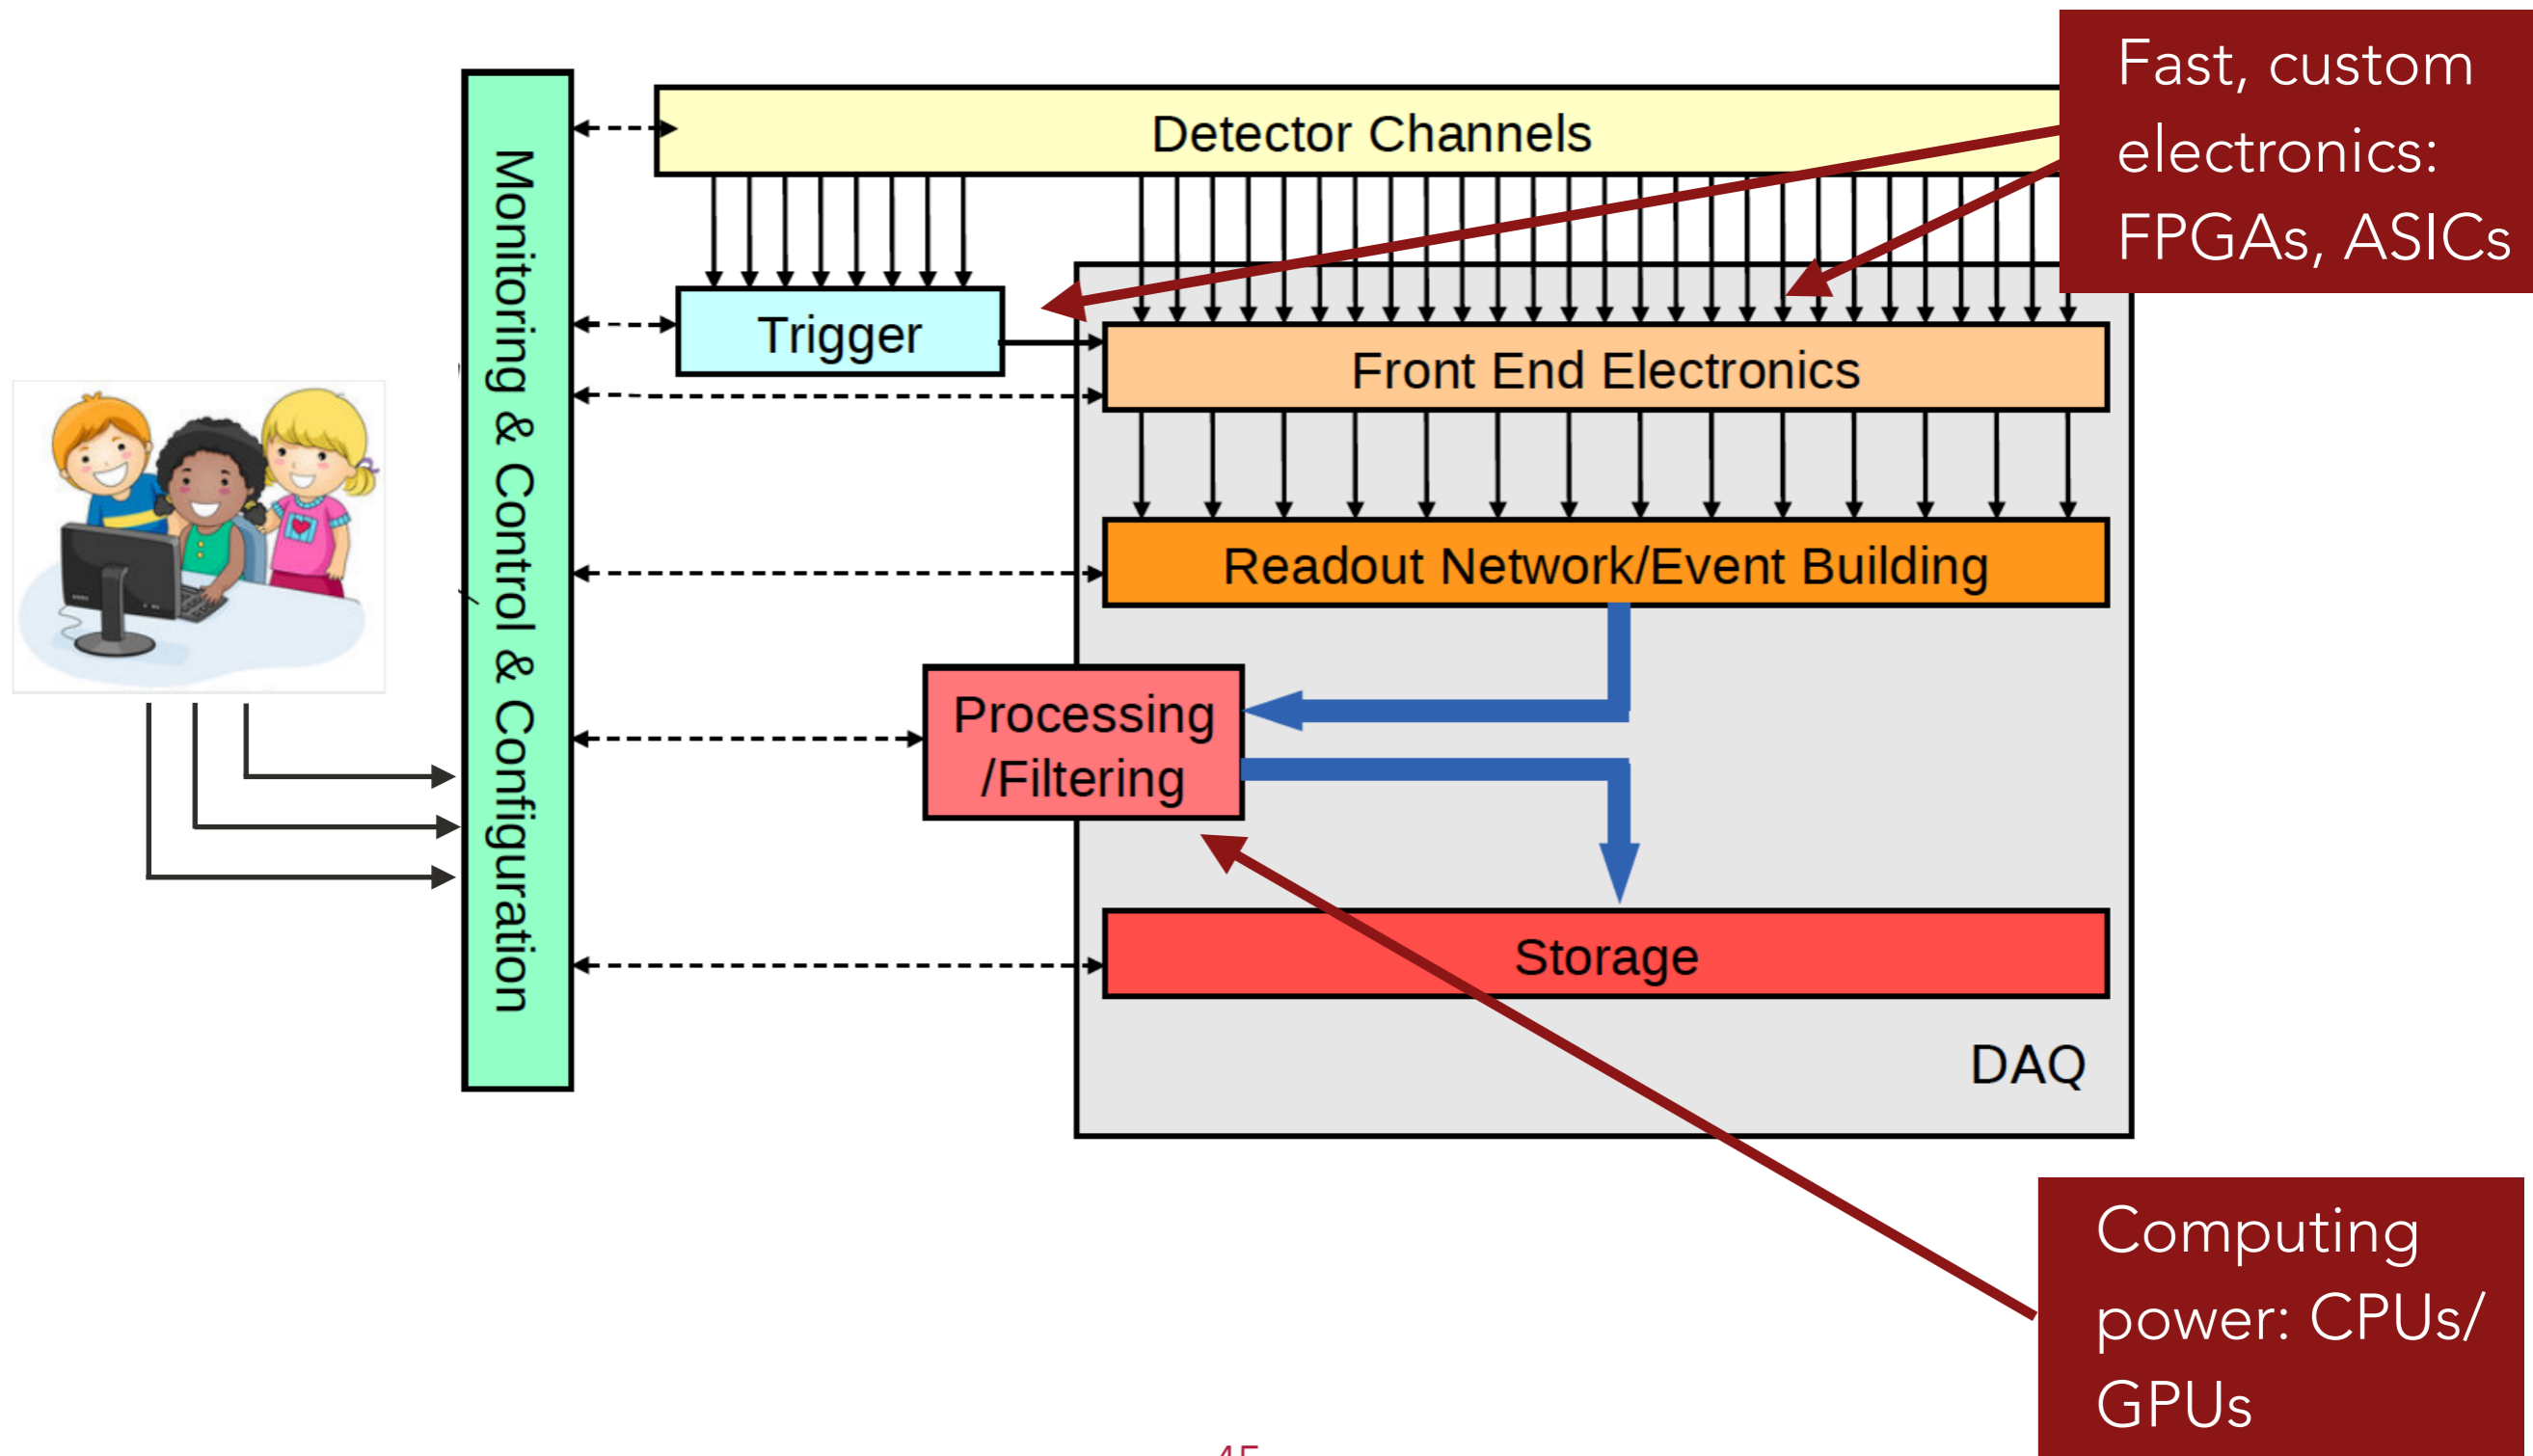 Fast, custom
electronics:
FPGAs, ASICs
Detector Channels
Monitoring & Control & Configuration
Trigger
Front End Electronics
Readout Network/Event Building
Processing
/Filtering
Storage
DAQ
Computing
power: CPUs/
GPUs